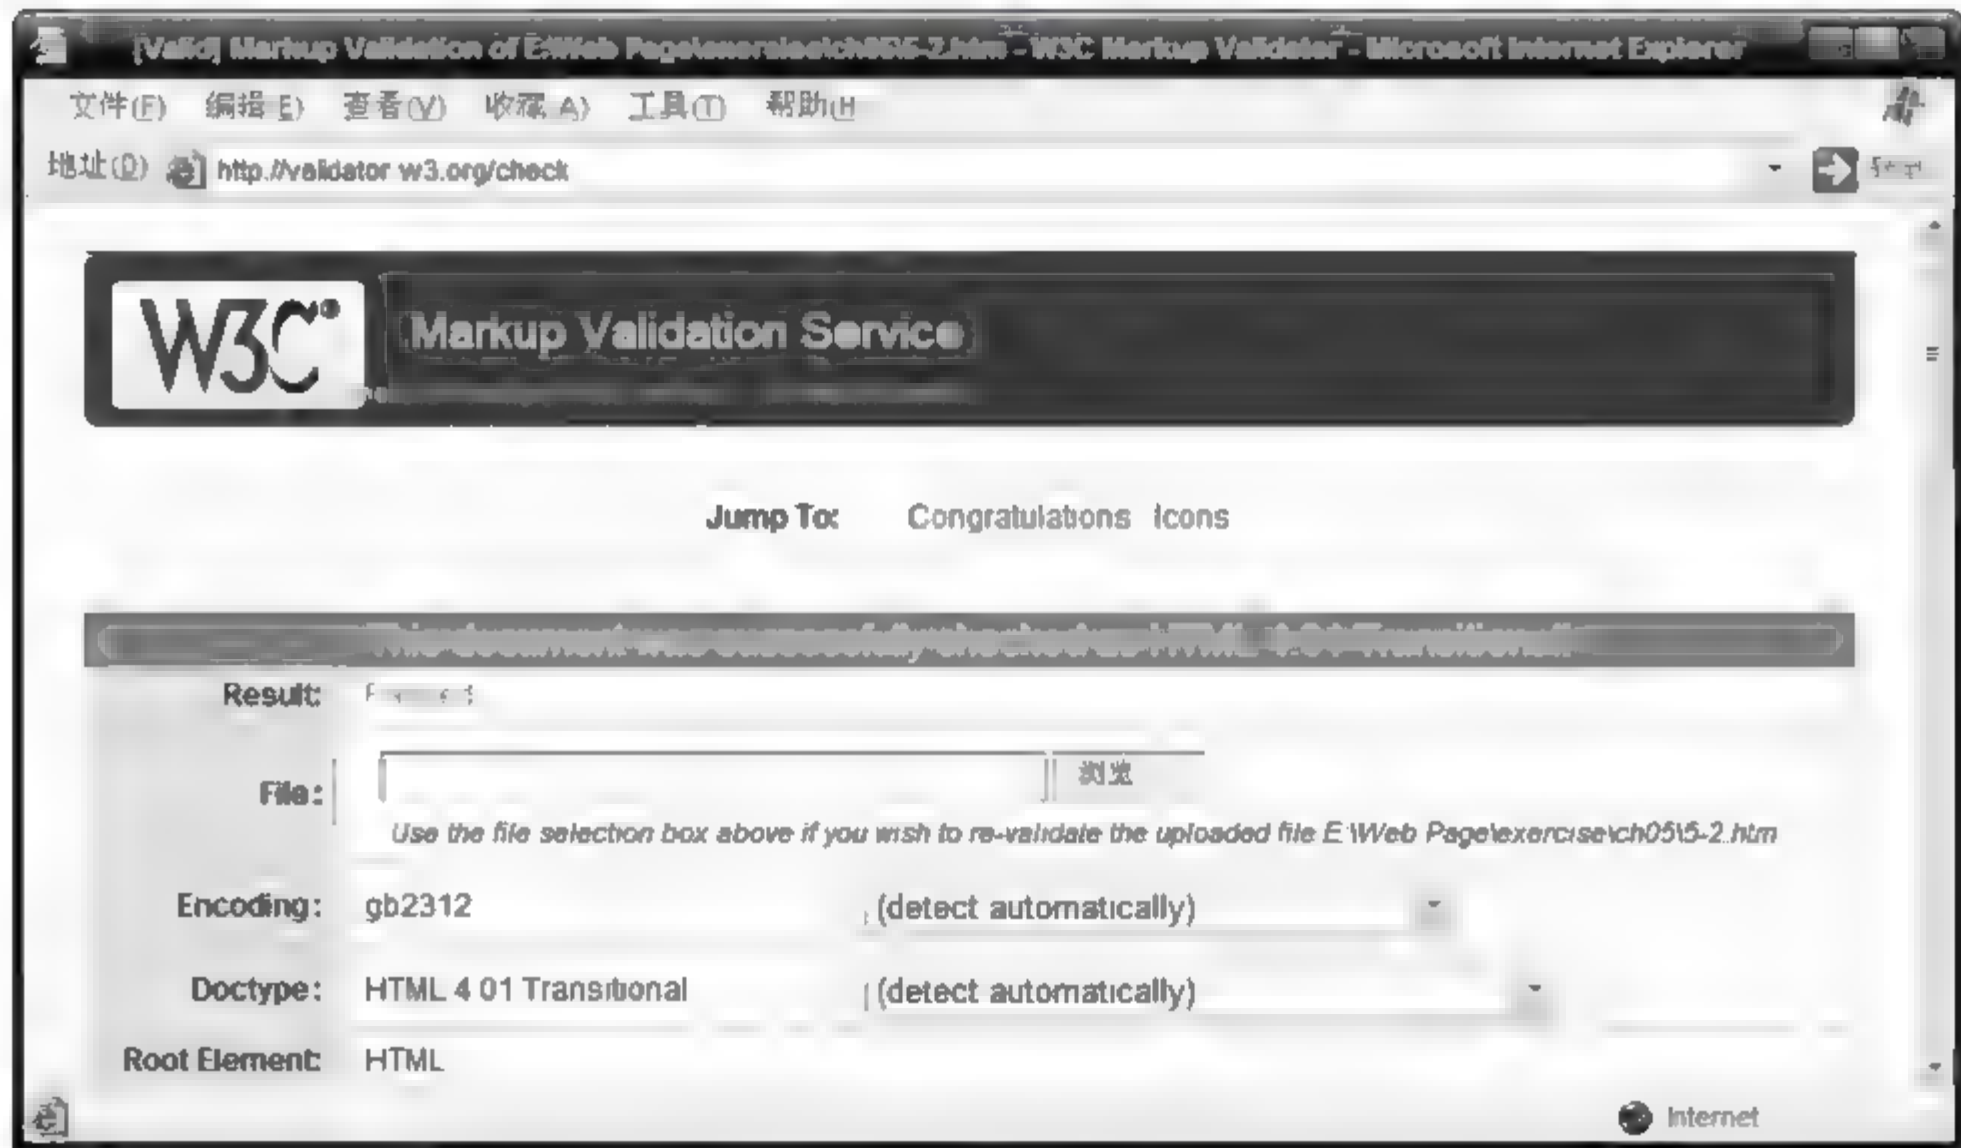 [Valid] Markup Validation of E:\Web Page\exercise\ch05\5-2.htm - W3C Markup Validator - Microsoft Internet Explorer
文件(F) 编辑(E) 查看(V) 收藏(A) 工具(T) 帮助(H
地址(D) http://validator.w3.org/check
W3C® Markup Validation Service
Jump To: Congratulations Icons
Result:
File: 浏览
Use the file selection box above if you wish to re-validate the uploaded file E:\Web Page\exercise\ch05\5-2.htm
Encoding: gb2312 (detect automatically)
Doctype: HTML 4.01 Transitional (detect automatically)
Root Element: HTML
Internet